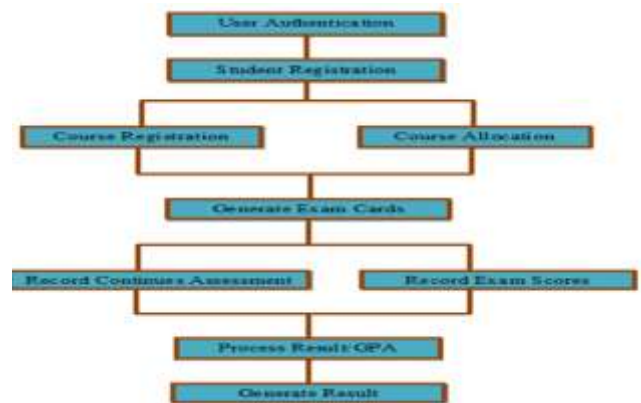 User Authentication
Student Registration
Course Registration
Course Allocation
Generate Exam Cards
Record Continues Assessment
Record Exam Scores
Process Result GPA
Generate Result